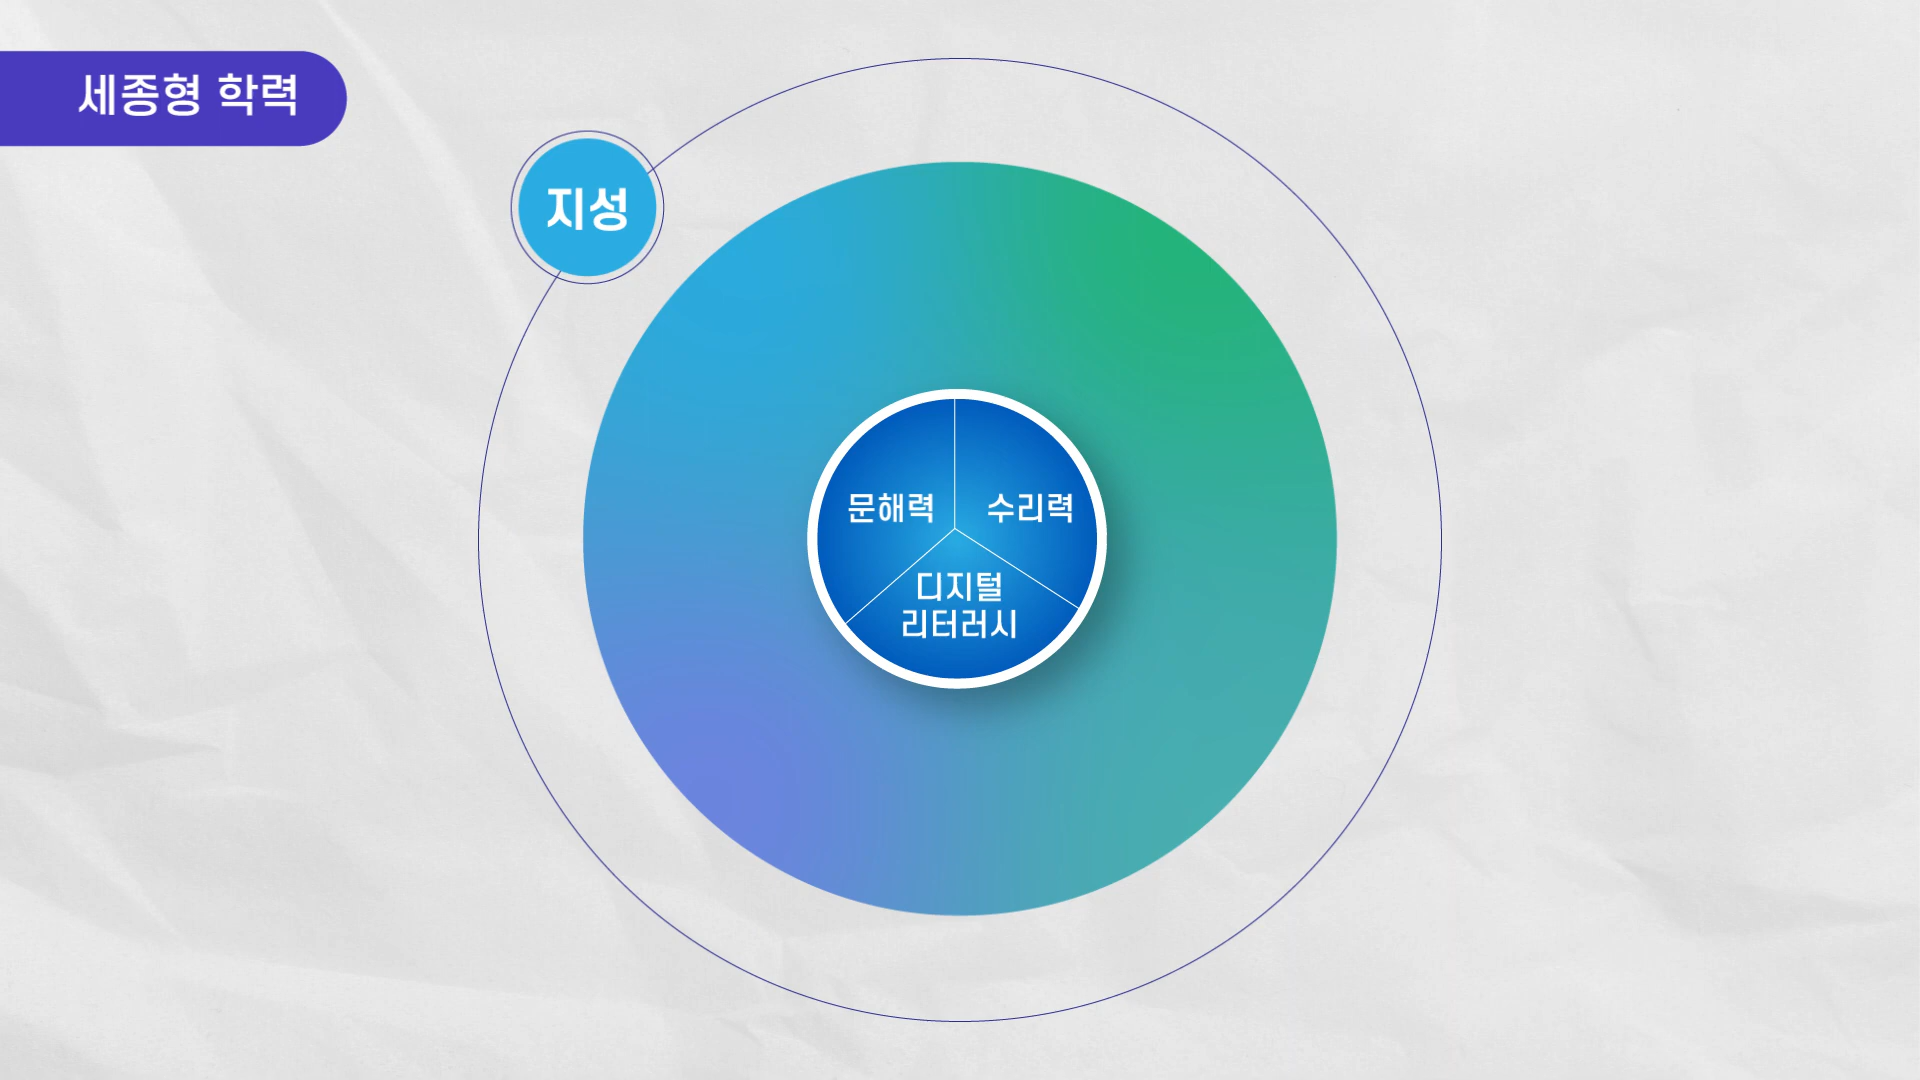 세종형 학력
지성
문해력
수리력
디지털
리터러시